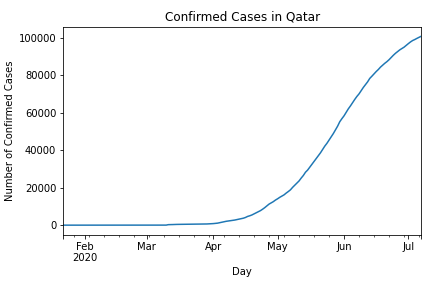 Confirmed Cases in Qatar
Number of Confirmed Cases
100000
80000
60000
40000
20000
0
Feb
2020
Mar
Apr
May
Jun
Jul
Day